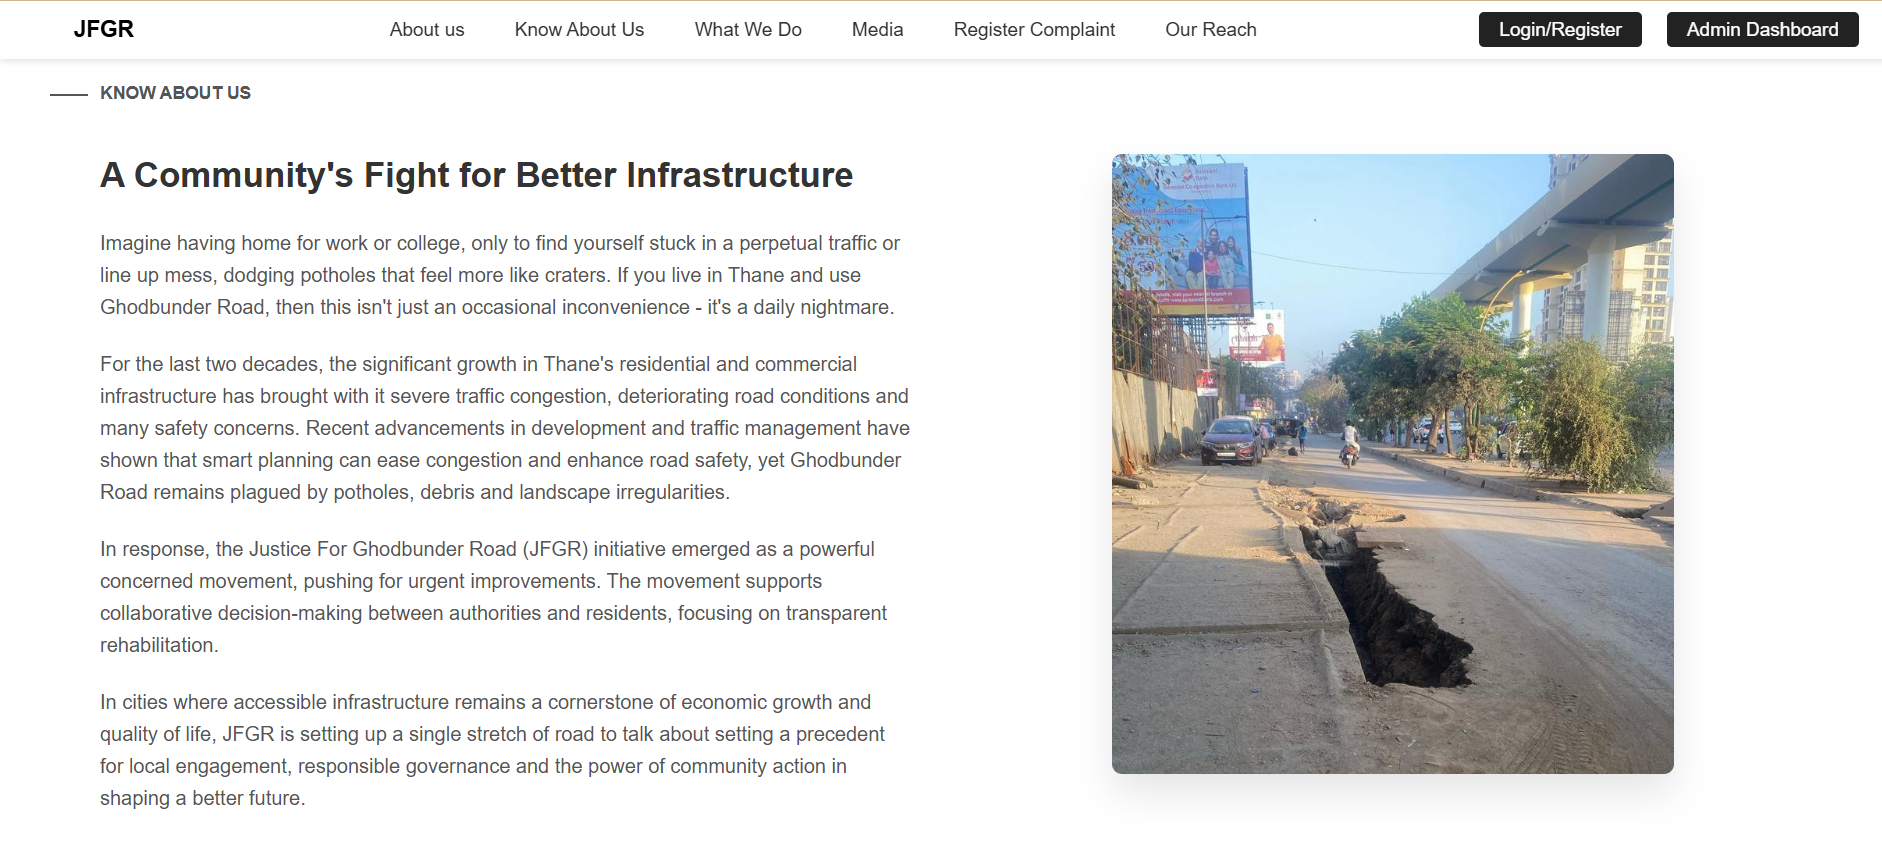 JFGR
About us
Know About Us
What We Do
Media
Register Complaint
Our Reach
Login/Register
Admin Dashboard
KNOW ABOUT US
A Community's Fight for Better Infrastructure
Imagine having home for work or college, only to find yourself stuck in a perpetual traffic or
line up mess, dodging potholes that feel more like craters. If you live in Thane and use
Ghodbunder Road, then this isn't just an occasional inconvenience - it's a daily nightmare.
For the last two decades, the significant growth in Thane's residential and commercial
infrastructure has brought with it severe traffic congestion, deteriorating road conditions and
many safety concerns. Recent advancements in development and traffic management have
shown that smart planning can ease congestion and enhance road safety, yet Ghodbunder
Road remains plagued by potholes, debris and landscape irregularities.
In response, the Justice For Ghodbunder Road (JFGR) initiative emerged as a powerful
concerned movement, pushing for urgent improvements. The movement supports
collaborative decision-making between authorities and residents, focusing on transparent
rehabilitation.
In cities where accessible infrastructure remains a cornerstone of economic growth and
quality of life, JFGR is setting up a single stretch of road to talk about setting a precedent
for local engagement, responsible governance and the power of community action in
shaping a better future.